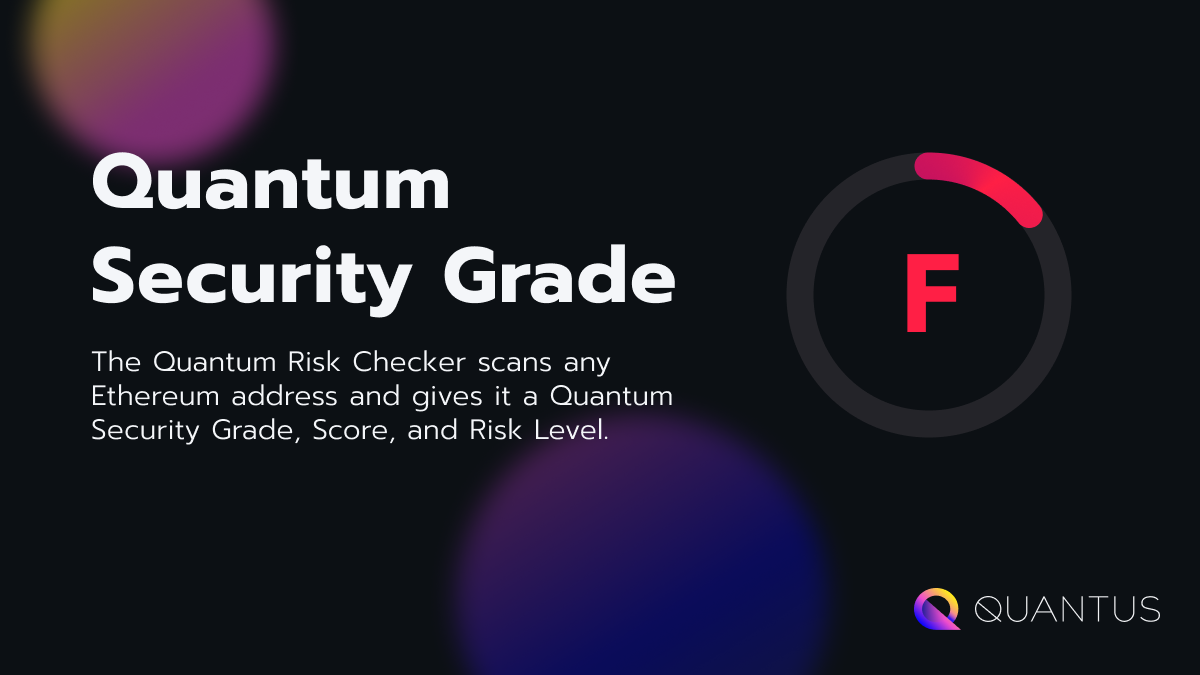 Quantum
Security Grade
The Quantum Risk Checker scans any
Ethereum address and gives it a Quantum
Security Grade, Score, and Risk Level.
F
QUANTUS